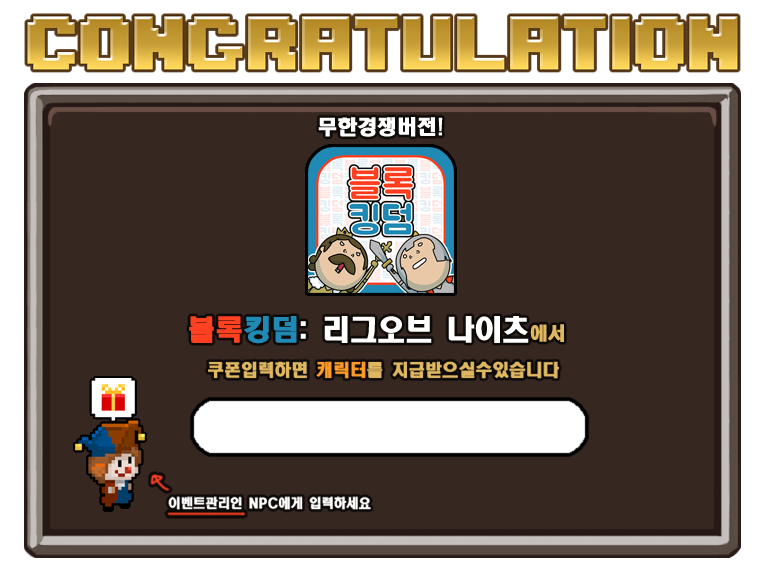 CONGRATULATION
무한경쟁버전!
블록
킹덤
블록킹덤: 리그오브 나이츠에서
쿠폰입력하면 캐릭터를 지급받으실수있습니다
이벤트관리인 NPC에게 입력하세요